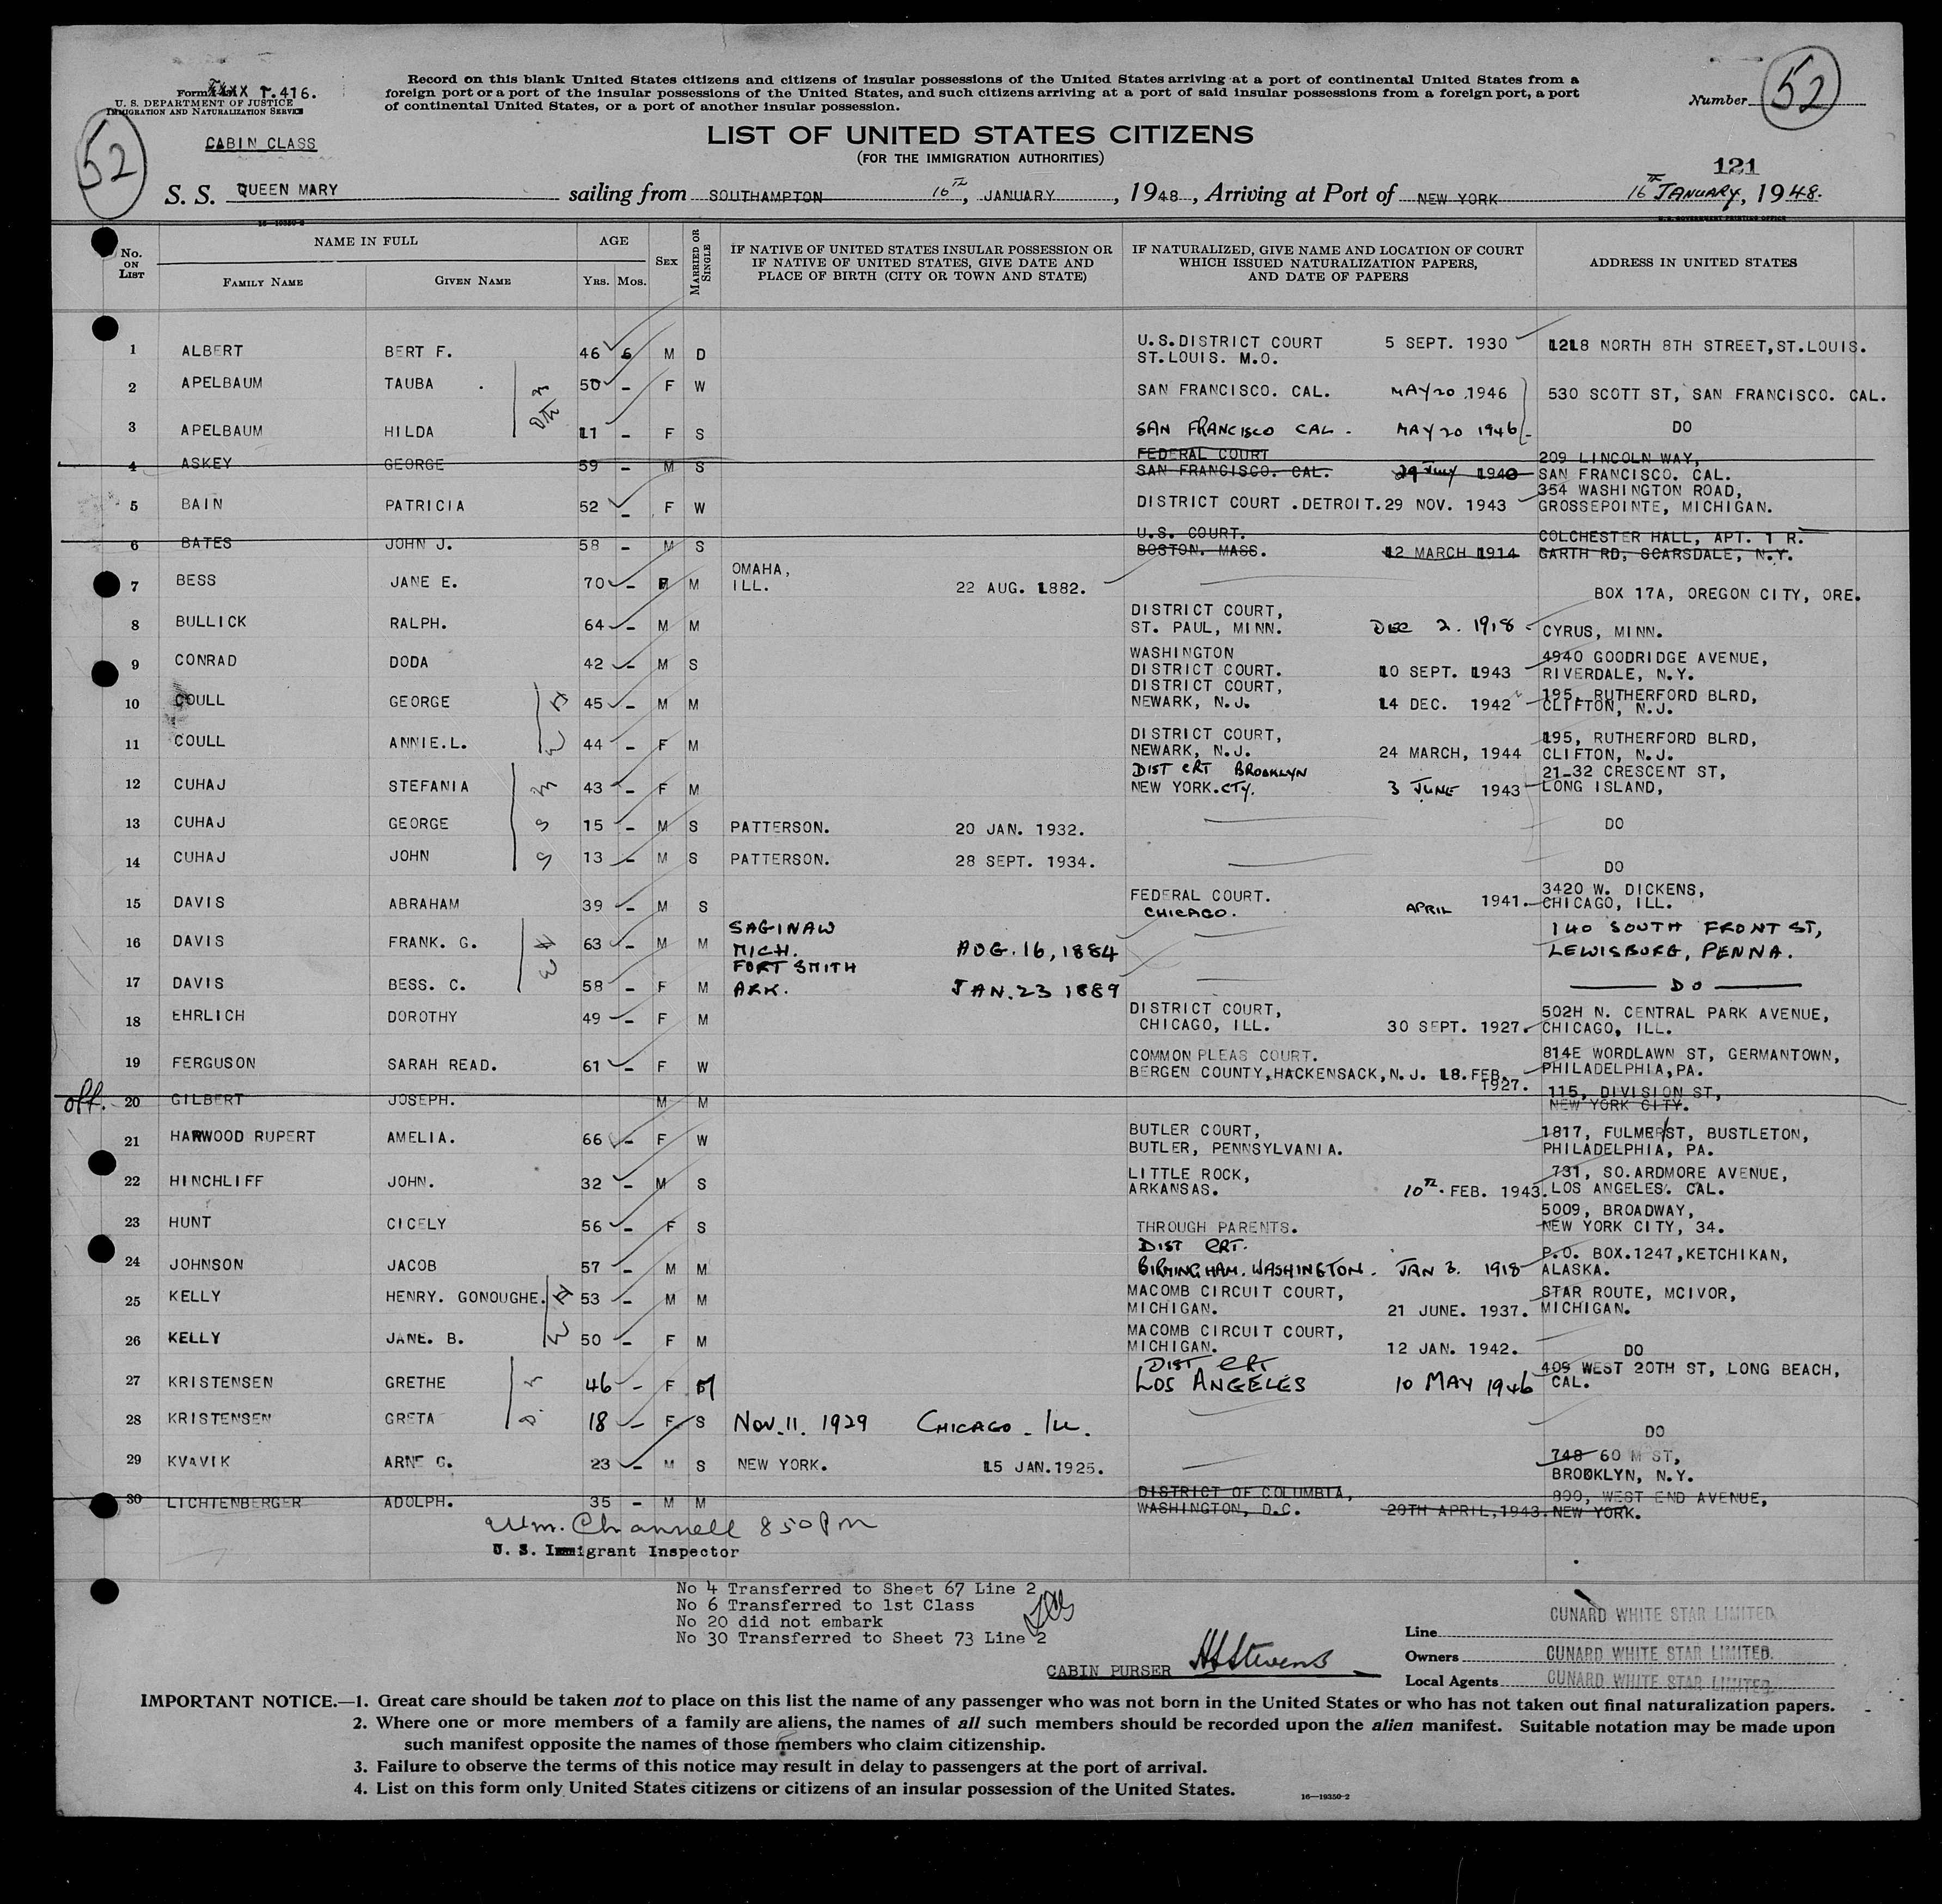 Form XXXX I.416.
U. S. DEPARTMENT OF JUSTICE
IMMIGRATION AND NATURALIZATION SERVICE
CABIN CLASS
52
Record on this blank United States citizens and citizens of insular possessions of the United States arriving at a port of continental United States from a
foreign port or a port of the insular possessions of the United States, and such citizens arriving at a port of said insular possessions from a foreign port, a port
of continental United States, or a port of another insular possession.
Number 52
LIST OF UNITED STATES CITIZENS
(FOR THE IMMIGRATION AUTHORITIES)
121
S. S. QUEEN MARY sailing from SOUTHAMPTON 16TH, JANUARY, 1948, Arriving at Port of NEW YORK 16TH JANUARY, 1948.
16—19350-2
No. ON LIST NAME IN FULL FAMILY NAME GIVEN NAME AGE YRS. MOS. SEX MARRIED OR SINGLE
IF NATIVE OF UNITED STATES INSULAR POSSESSION OR
IF NATIVE OF UNITED STATES, GIVE DATE AND
PLACE OF BIRTH (CITY OR TOWN AND STATE)
IF NATURALIZED, GIVE NAME AND LOCATION OF COURT
WHICH ISSUED NATURALIZATION PAPERS,
AND DATE OF PAPERS
ADDRESS IN UNITED STATES
1 ALBERT BERT F. 46 6 M D U.S.DISTRICT COURT 5 SEPT. 1930 1218 NORTH 8TH STREET,ST.LOUIS.
ST.LOUIS. M.O.
2 APELBAUM TAUBA . 50 - F W SAN FRANCISCO. CAL. MAY 20 .1946 530 SCOTT ST, SAN FRANCISCO. CAL.
3 APELBAUM HILDA 11 - F S SAN FRANCISCO CAL - MAY 20 1946 DO
FEDERAL COURT 209 LINCOLN WAY,
4 ASKEY GEORGE 59 - M S SAN FRANCISCO. CAL. 29 July 1940 SAN FRANCISCO. CAL.
354 WASHINGTON ROAD,
5 BAIN PATRICIA 52 - F W DISTRICT COURT .DETROIT.29 NOV. 1943 GROSSEPOINTE, MICHIGAN.
U.S. COURT. COLCHESTER HALL, APT. 1 R.
6 BATES JOHN J. 58 - M S BOSTON. MASS. 12 MARCH 1914 GARTH RD, SCARSDALE, N.Y.
OMAHA,
7 BESS JANE E. 70 - F M ILL. 22 AUG. 1882. BOX 17A, OREGON CITY, ORE.
DISTRICT COURT,
8 BULLICK RALPH. 64 - M M ST. PAUL, MINN. DEC 2. 1918 CYRUS, MINN.
WASHINGTON 4940 GOODRIDGE AVENUE,
9 CONRAD DODA 42 - M S DISTRICT COURT. 10 SEPT. 1943 RIVERDALE, N.Y.
DISTRICT COURT, 195, RUTHERFORD BLRD,
10 COULL GEORGE H 45 - M M NEWARK, N.J. 14 DEC. 1942 CLIFTON, N.J.
DISTRICT COURT, 195, RUTHERFORD BLRD,
11 COULL ANNIE.L. W 44 - F M NEWARK, N.J. 24 MARCH, 1944 CLIFTON, N.J.
DIST CRT BROOKLYN 21-32 CRESCENT ST,
12 CUHAJ STEFANIA M 43 - F M NEW YORK.CTY. 3 JUNE 1943 LONG ISLAND,
13 CUHAJ GEORGE S 15 - M S PATTERSON. 20 JAN. 1932. DO
14 CUHAJ JOHN S 13 - M S PATTERSON. 28 SEPT. 1934. DO
3420 W. DICKENS,
15 DAVIS ABRAHAM 39 - M S FEDERAL COURT. CHICAGO. APRIL 1941. CHICAGO, ILL.
SAGINAW 140 SOUTH FRONT ST,
16 DAVIS FRANK. G. H 63 - M M MICH. AUG. 16, 1884 LEWISBURG, PENNA.
FORT SMITH
17 DAVIS BESS. C. W 58 - F M ARK. JAN. 23 1889 DO
DISTRICT COURT, 502H N. CENTRAL PARK AVENUE,
18 EHRLICH DOROTHY 49 - F M CHICAGO, ILL. 30 SEPT. 1927. CHICAGO, ILL.
COMMON PLEAS COURT. 814E WORDLAWN ST, GERMANTOWN,
19 FERGUSON SARAH READ. 61 - F W BERGEN COUNTY,HACKENSACK,N.J. 18.FEB. 1927. PHILADELPHIA,PA.
115, DIVISION ST,
off. 20 GILBERT JOSEPH. M M NEW YORK CITY.
BUTLER COURT, 1817, FULMER ST, BUSTLETON,
21 HARWOOD RUPERT AMELIA. 66 - F W BUTLER, PENNSYLVANIA. PHILADELPHIA, PA.
LITTLE ROCK, 731, SO.ARDMORE AVENUE,
22 HINCHLIFF JOHN. 32 - M S ARKANSAS. 10TH. FEB. 1943. LOS ANGELES. CAL.
5009, BROADWAY,
23 HUNT CICELY 56 - F S THROUGH PARENTS. NEW YORK CITY, 34.
DIST CRT. P.O. BOX.1247,KETCHIKAN,
24 JOHNSON JACOB 57 - M M BIRMINGHAM. WASHINGTON. JAN 3. 1918 ALASKA.
MACOMB CIRCUIT COURT, STAR ROUTE, MCIVOR,
25 KELLY HENRY. GONOUGHE. H 53 - M M MICHIGAN. 21 JUNE. 1937. MICHIGAN.
MACOMB CIRCUIT COURT,
26 KELLY JANE. B. W 50 - F M MICHIGAN. 12 JAN. 1942. DO
DIST CRT 409 WEST 20TH ST, LONG BEACH,
27 KRISTENSEN GRETHE 46 - F M LOS ANGELES 10 MAY 1946 CAL.
28 KRISTENSEN GRETA 18 - F S NOV. 11. 1929 CHICAGO - Ill. DO
748 60 M ST,
29 KVAVIK ARNE C. 23 - M S NEW YORK. 15 JAN.1925. BROOKLYN, N.Y.
DISTRICT OF COLUMBIA, 800, WEST END AVENUE,
30 LICHTENBERGER ADOLPH. 35 - M M WASHINGTON, D.C. 29TH APRIL,1943. NEW YORK.
Wm. Channell 8 50 Pm
U. S. Immigrant Inspector
No 4 Transferred to Sheet 67 Line 2
No 6 Transferred to 1st Class
No 20 did not embark
No 30 Transferred to Sheet 73 Line 2
CABIN PURSER HStevens
Line CUNARD WHITE STAR LIMITED
Owners CUNARD WHITE STAR LIMITED.
Local Agents CUNARD WHITE STAR LIMITED.
IMPORTANT NOTICE.—1. Great care should be taken not to place on this list the name of any passenger who was not born in the United States or who has not taken out final naturalization papers.
2. Where one or more members of a family are aliens, the names of all such members should be recorded upon the alien manifest. Suitable notation may be made upon
such manifest opposite the names of those members who claim citizenship.
3. Failure to observe the terms of this notice may result in delay to passengers at the port of arrival.
4. List on this form only United States citizens or citizens of an insular possession of the United States.
16—19350-2